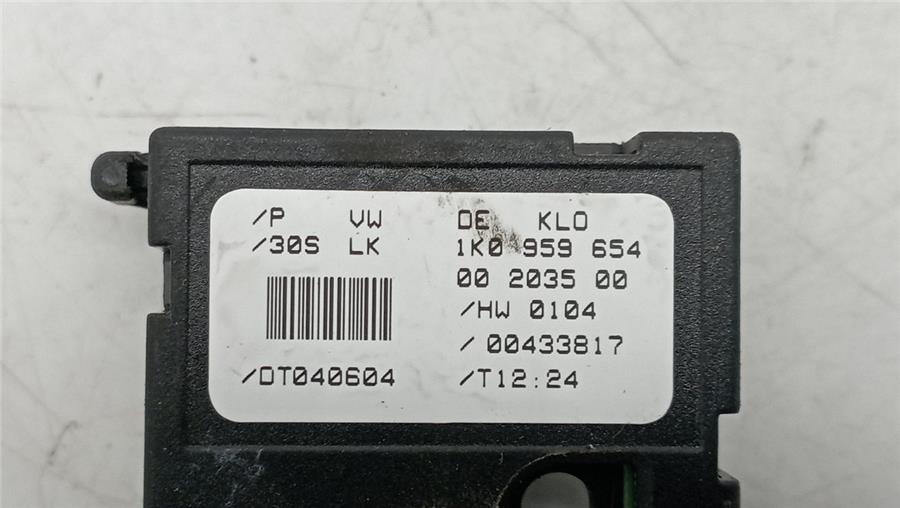 /P VW DE KLO
/30S LK 1K0 959 654
00 2035 00
/HW 0104
/00433817
/DT040604 /T12:24